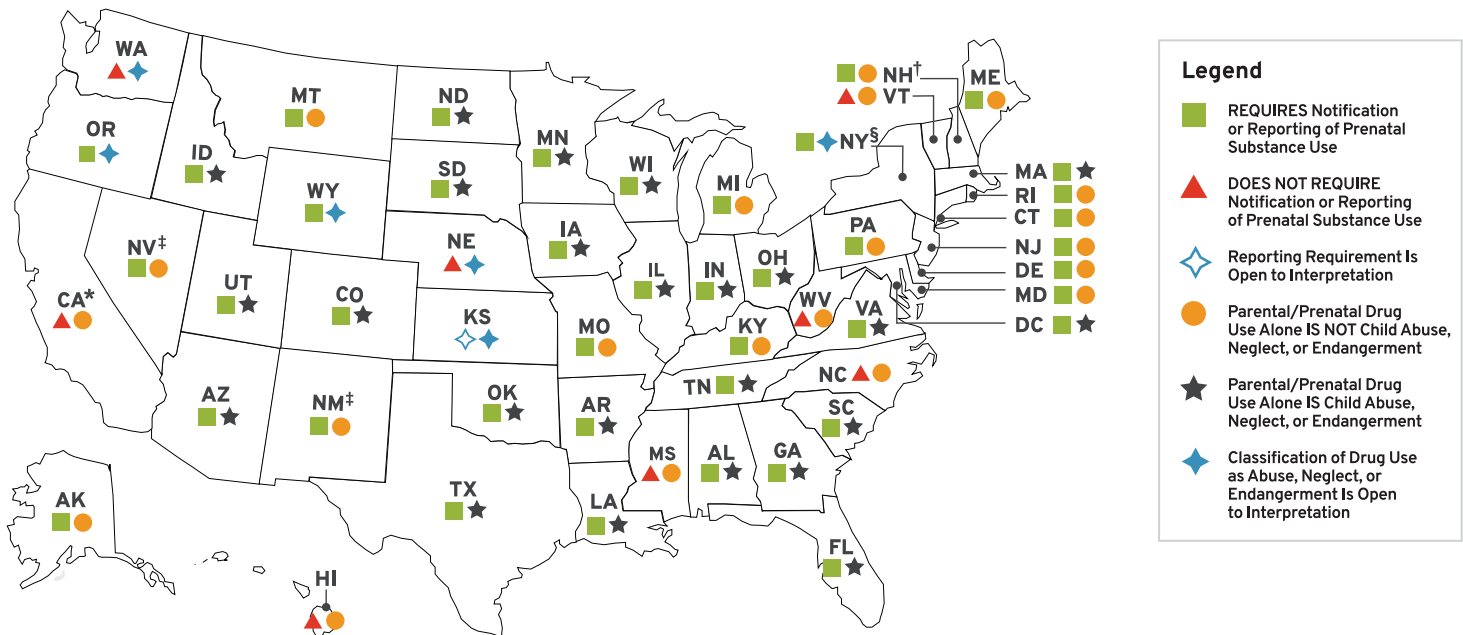 WA
MT
ND
MN
NH†
VT
ME
OR
ID
SD
WI
MI
NY§
MA
RI
CT
WY
NV‡
NE
IA
PA
NJ
DE
MD
DC
CA*
UT
CO
KS
IL
IN
OH
WV
VA
MO
KY
AZ
NM‡
OK
AR
TN
NC
SC
MS
AL
GA
AK
TX
LA
FL
HI
Legend
REQUIRES Notification
or Reporting of Prenatal
Substance Use
DOES NOT REQUIRE
Notification or Reporting
of Prenatal Substance Use
Reporting Requirement Is
Open to Interpretation
Parental/Prenatal Drug
Use Alone IS NOT Child Abuse,
Neglect, or Endangerment
Parental/Prenatal Drug
Use Alone IS Child Abuse,
Neglect, or Endangerment
Classification of Drug Use
as Abuse, Neglect, or
Endangerment Is Open
to Interpretation